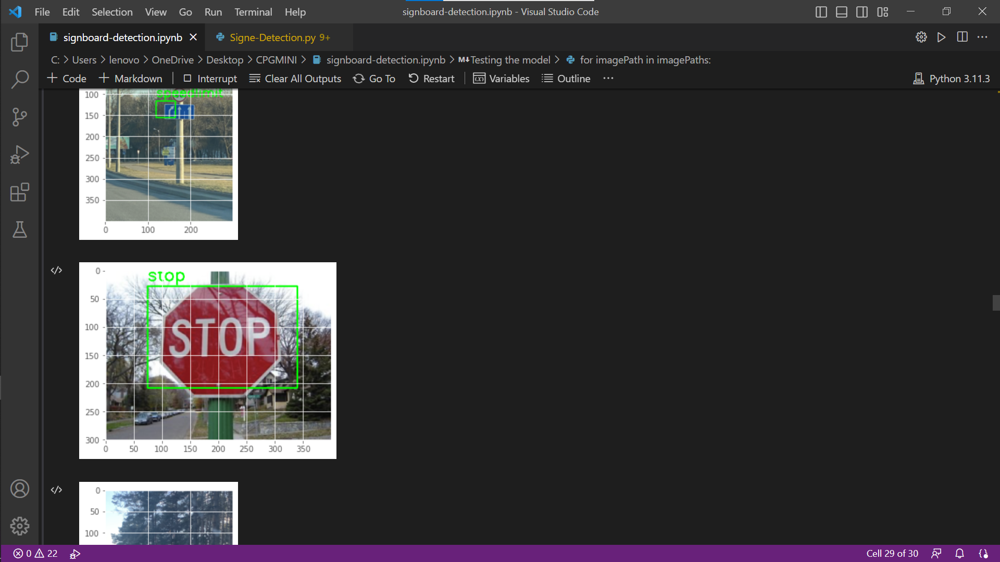 File Edit Selection View Go Run Terminal Help signboard-detection.ipynb - Visual Studio Code
signboard-detection.ipynb Signe-Detection.py 9+
C: > Users > lenovo > OneDrive > Desktop > CPGMINI > signboard-detection.ipynb > M↓Testing the model > for imagePath in imagePaths:
+ Code + Markdown | Interrupt Clear All Outputs Go To Restart | Variables Outline ··· Python 3.11.3
speedlimit
100
150
200
250
300
350
0 100 200
0
stop
50
100
STOP
150
200
250
300
0 50 100 150 200 250 300 350
0
50
100
0 22 Cell 29 of 30